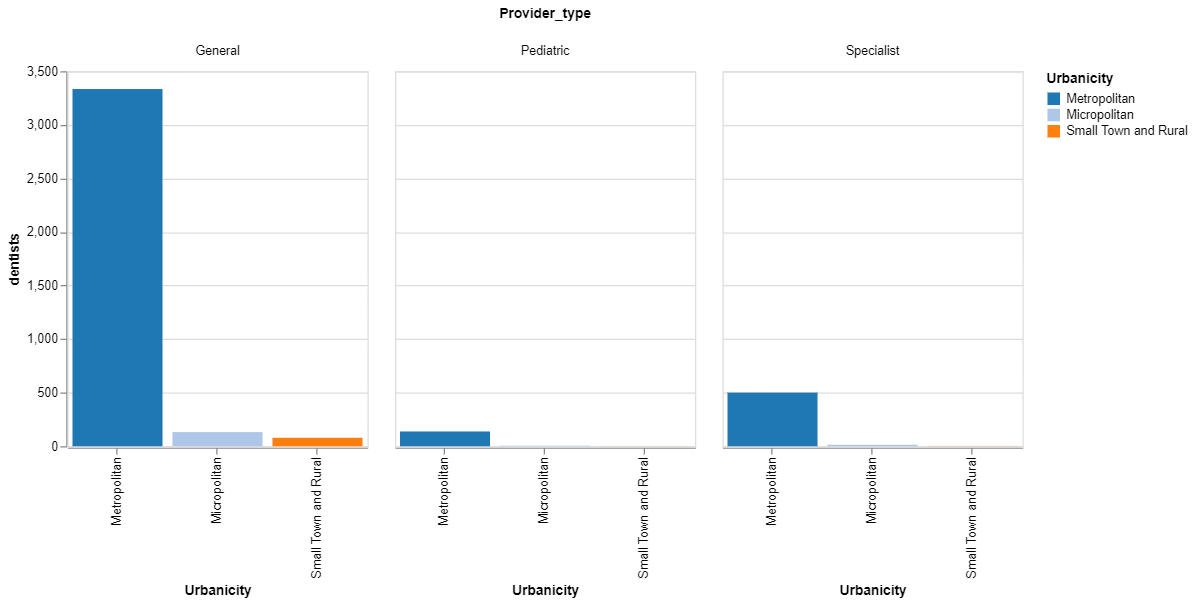 Provider_type
General
Pediatric
Specialist
3,500
3,000
2,500
2,000
1,500
1,000
500
0
dentists
Metropolitan
Micropolitan
Small Town and Rural
Metropolitan
Micropolitan
Small Town and Rural
Metropolitan
Micropolitan
Small Town and Rural
Urbanicity
Urbanicity
Urbanicity
Urbanicity
Metropolitan
Micropolitan
Small Town and Rural